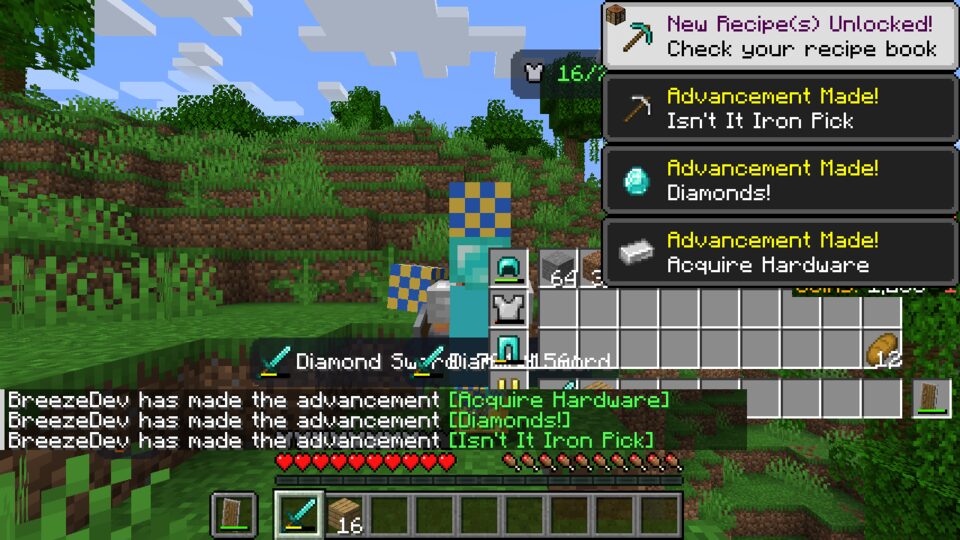 New Recipe(s) Unlocked!
Check your recipe book
16/
Advancement Made!
Isn't It Iron Pick
Advancement Made!
Diamonds!
Advancement Made!
Acquire Hardware
64
12
Diamond
BreezeDev has made the advancement [Acquire Hardware]
BreezeDev has made the advancement [Diamonds!]
BreezeDev has made the advancement [Isn't It Iron Pick]
16